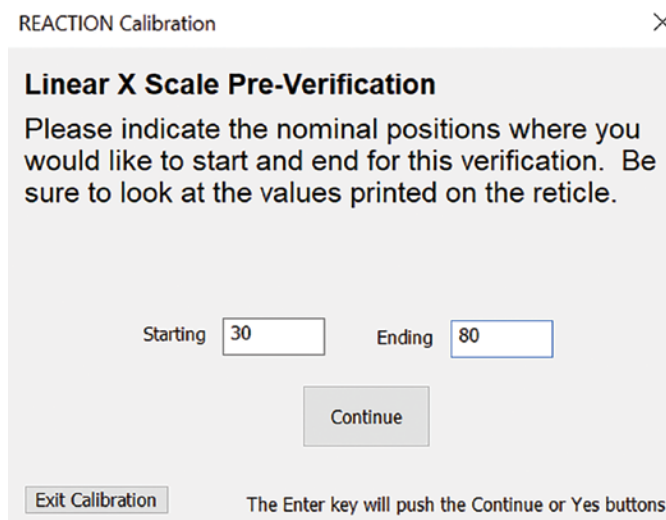 REACTION Calibration
Linear X Scale Pre-Verification
Please indicate the nominal positions where you
would like to start and end for this verification.  Be
sure to look at the values printed on the reticle.
Starting 30 Ending 80
Continue
Exit Calibration The Enter key will push the Continue or Yes buttons